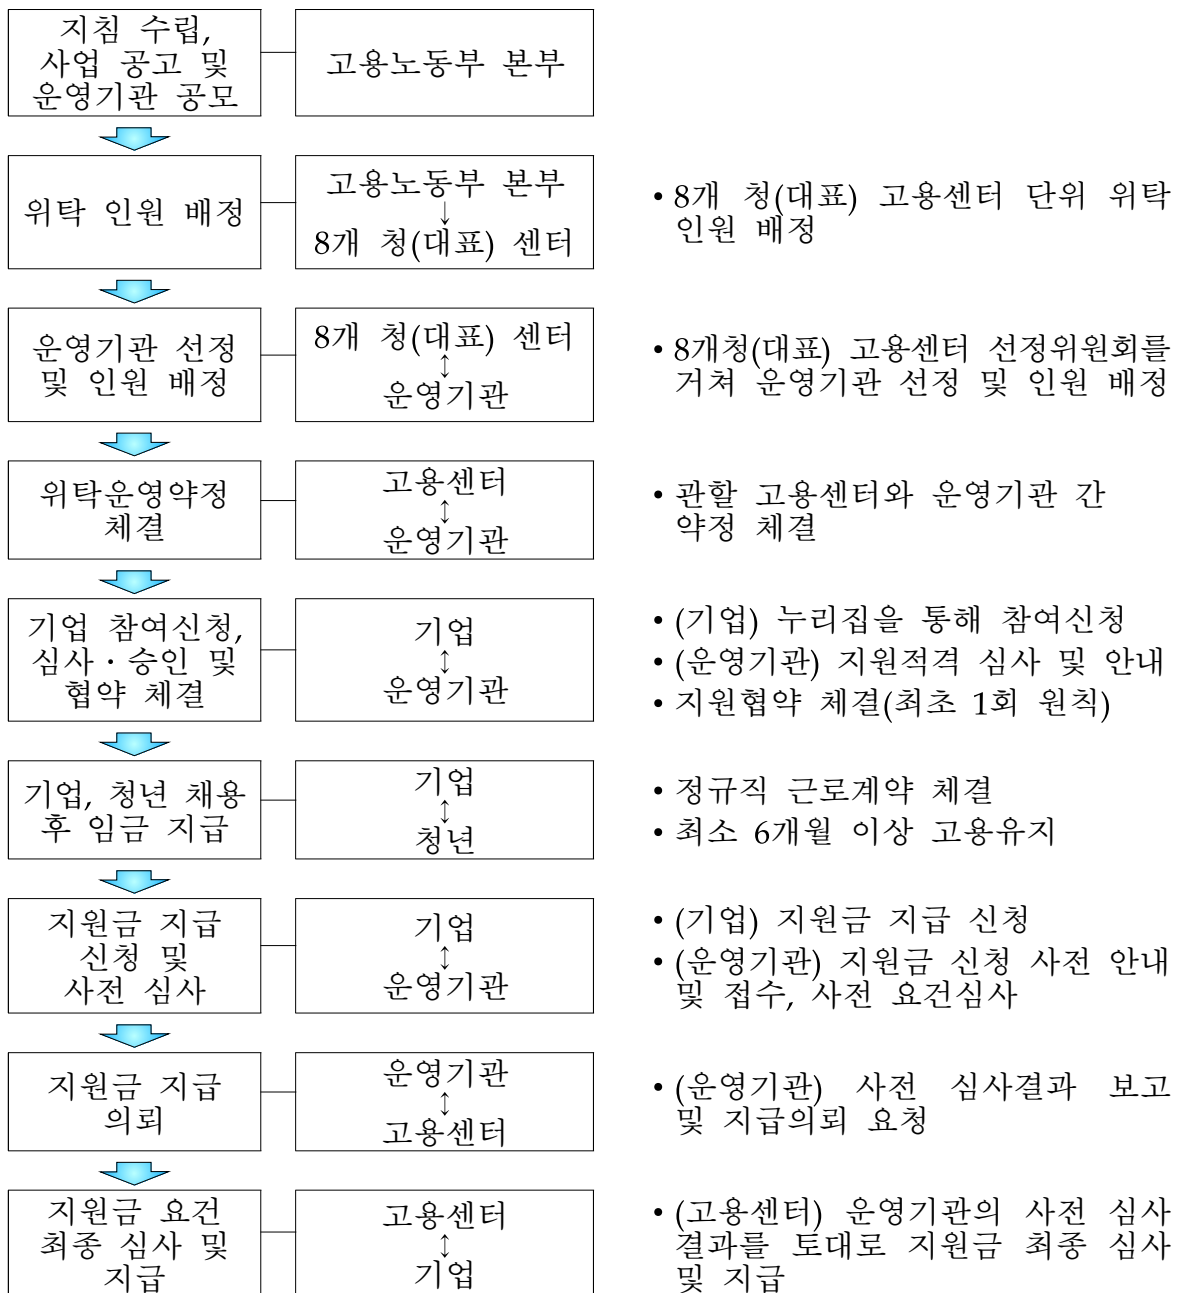 지침 수립,
사업 공고 및
운영기관 공모
고용노동부 본부
위탁 인원 배정
고용노동부 본부
↓
8개 청(대표) 센터
• 8개 청(대표) 고용센터 단위 위탁
인원 배정
운영기관 선정
및 인원 배정
8개 청(대표) 센터
↕
운영기관
• 8개청(대표) 고용센터 선정위원회를
거쳐 운영기관 선정 및 인원 배정
위탁운영약정
체결
고용센터
↕
운영기관
• 관할 고용센터와 운영기관 간
약정 체결
기업 참여신청,
심사·승인 및
협약 체결
기업
↕
운영기관
• (기업) 누리집을 통해 참여신청
• (운영기관) 지원적격 심사 및 안내
• 지원협약 체결(최초 1회 원칙)
기업, 청년 채용
후 임금 지급
기업
↕
청년
• 정규직 근로계약 체결
• 최소 6개월 이상 고용유지
지원금 지급
신청 및
사전 심사
기업
↕
운영기관
• (기업) 지원금 지급 신청
• (운영기관) 지원금 신청 사전 안내
및 접수, 사전 요건심사
지원금 지급
의뢰
운영기관
↕
고용센터
• (운영기관) 사전 심사결과 보고
및 지급의뢰 요청
지원금 요건
최종 심사 및
지급
고용센터
↕
기업
• (고용센터) 운영기관의 사전 심사
결과를 토대로 지원금 최종 심사
및 지급